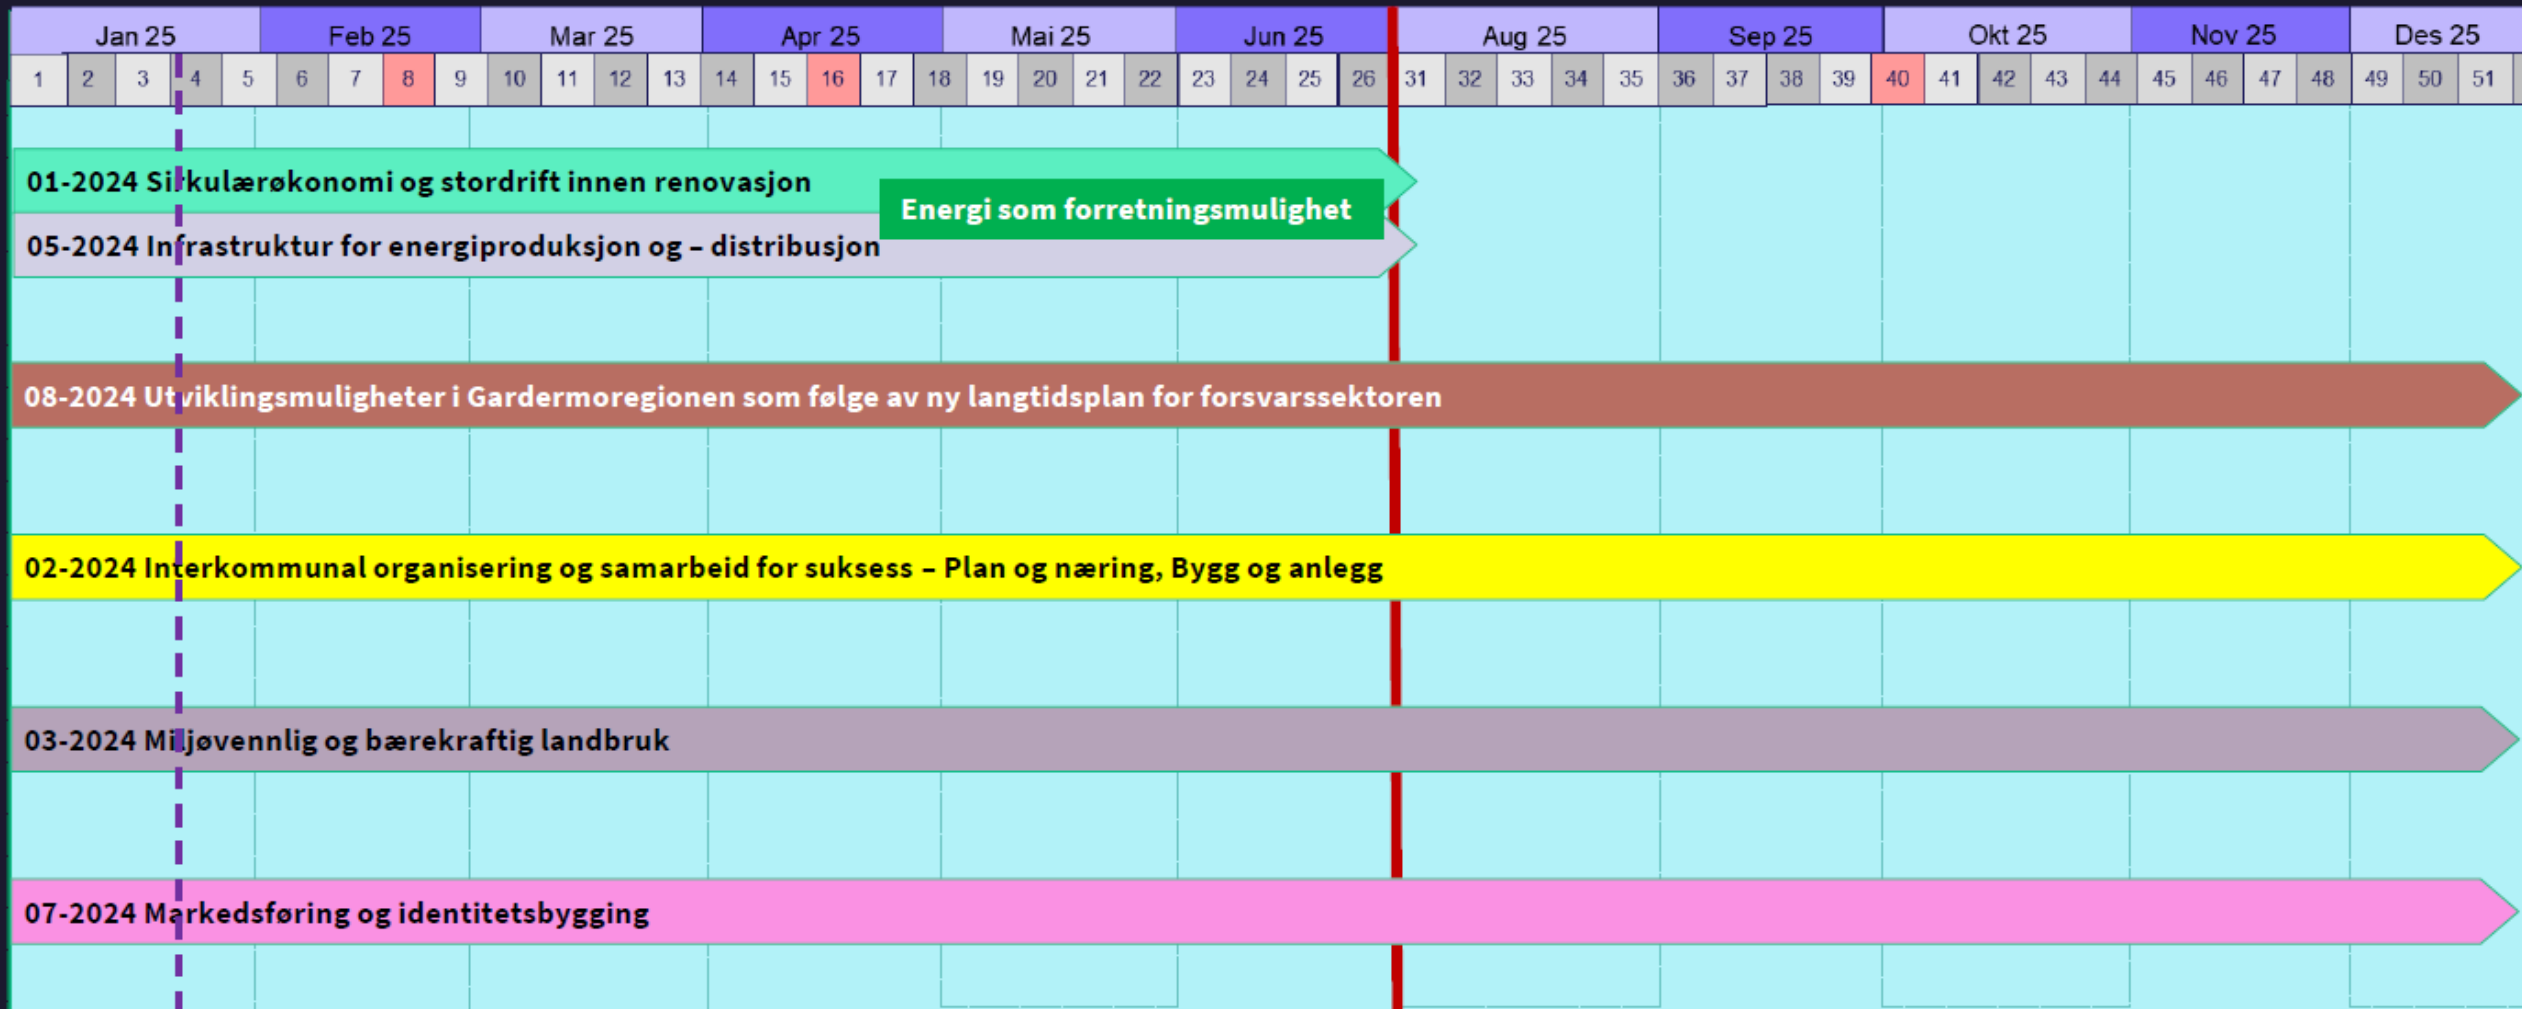 Jan 25 Feb 25 Mar 25 Apr 25 Mai 25 Jun 25 Aug 25 Sep 25 Okt 25 Nov 25 Des 25
1 2 3 4 5 6 7 8 9 10 11 12 13 14 15 16 17 18 19 20 21 22 23 24 25 26 31 32 33 34 35 36 37 38 39 40 41 42 43 44 45 46 47 48 49 50 51
01-2024 Sirkulærøkonomi og stordrift innen renovasjon
Energi som forretningsmulighet
05-2024 Infrastruktur for energiproduksjon og – distribusjon
08-2024 Utviklingsmuligheter i Gardermoregionen som følge av ny langtidsplan for forsvarssektoren
02-2024 Interkommunal organisering og samarbeid for suksess – Plan og næring, Bygg og anlegg
03-2024 Miljøvennlig og bærekraftig landbruk
07-2024 Markedsføring og identitetsbygging